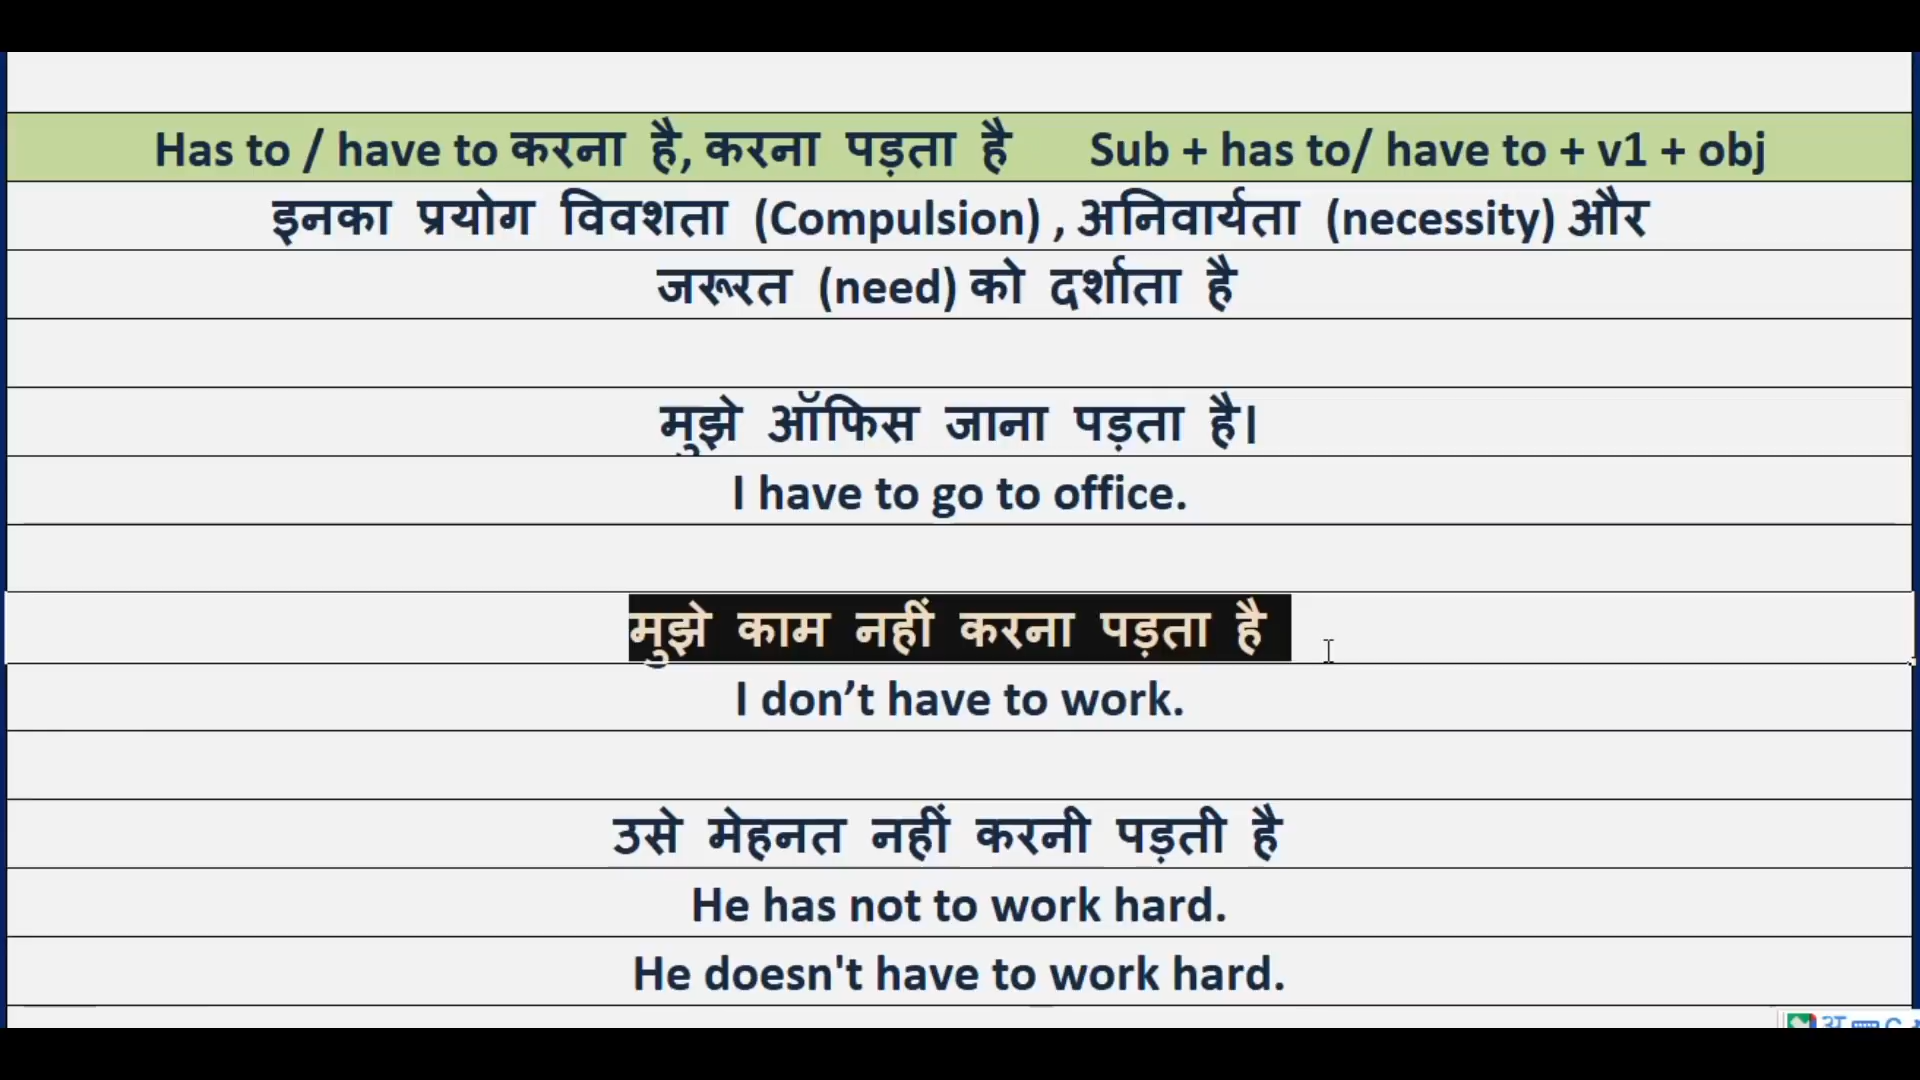 Has to / have to करना है, करना पड़ता है Sub + has to/ have to + v1 + obj
इनका प्रयोग विवशता (Compulsion) , अनिवार्यता (necessity) और
जरूरत (need) को दर्शाता है
मुझे ऑफिस जाना पड़ता है।
I have to go to office.
मुझे काम नहीं करना पड़ता है
I don’t have to work.
उसे मेहनत नहीं करनी पड़ती है
He has not to work hard.
He doesn't have to work hard.